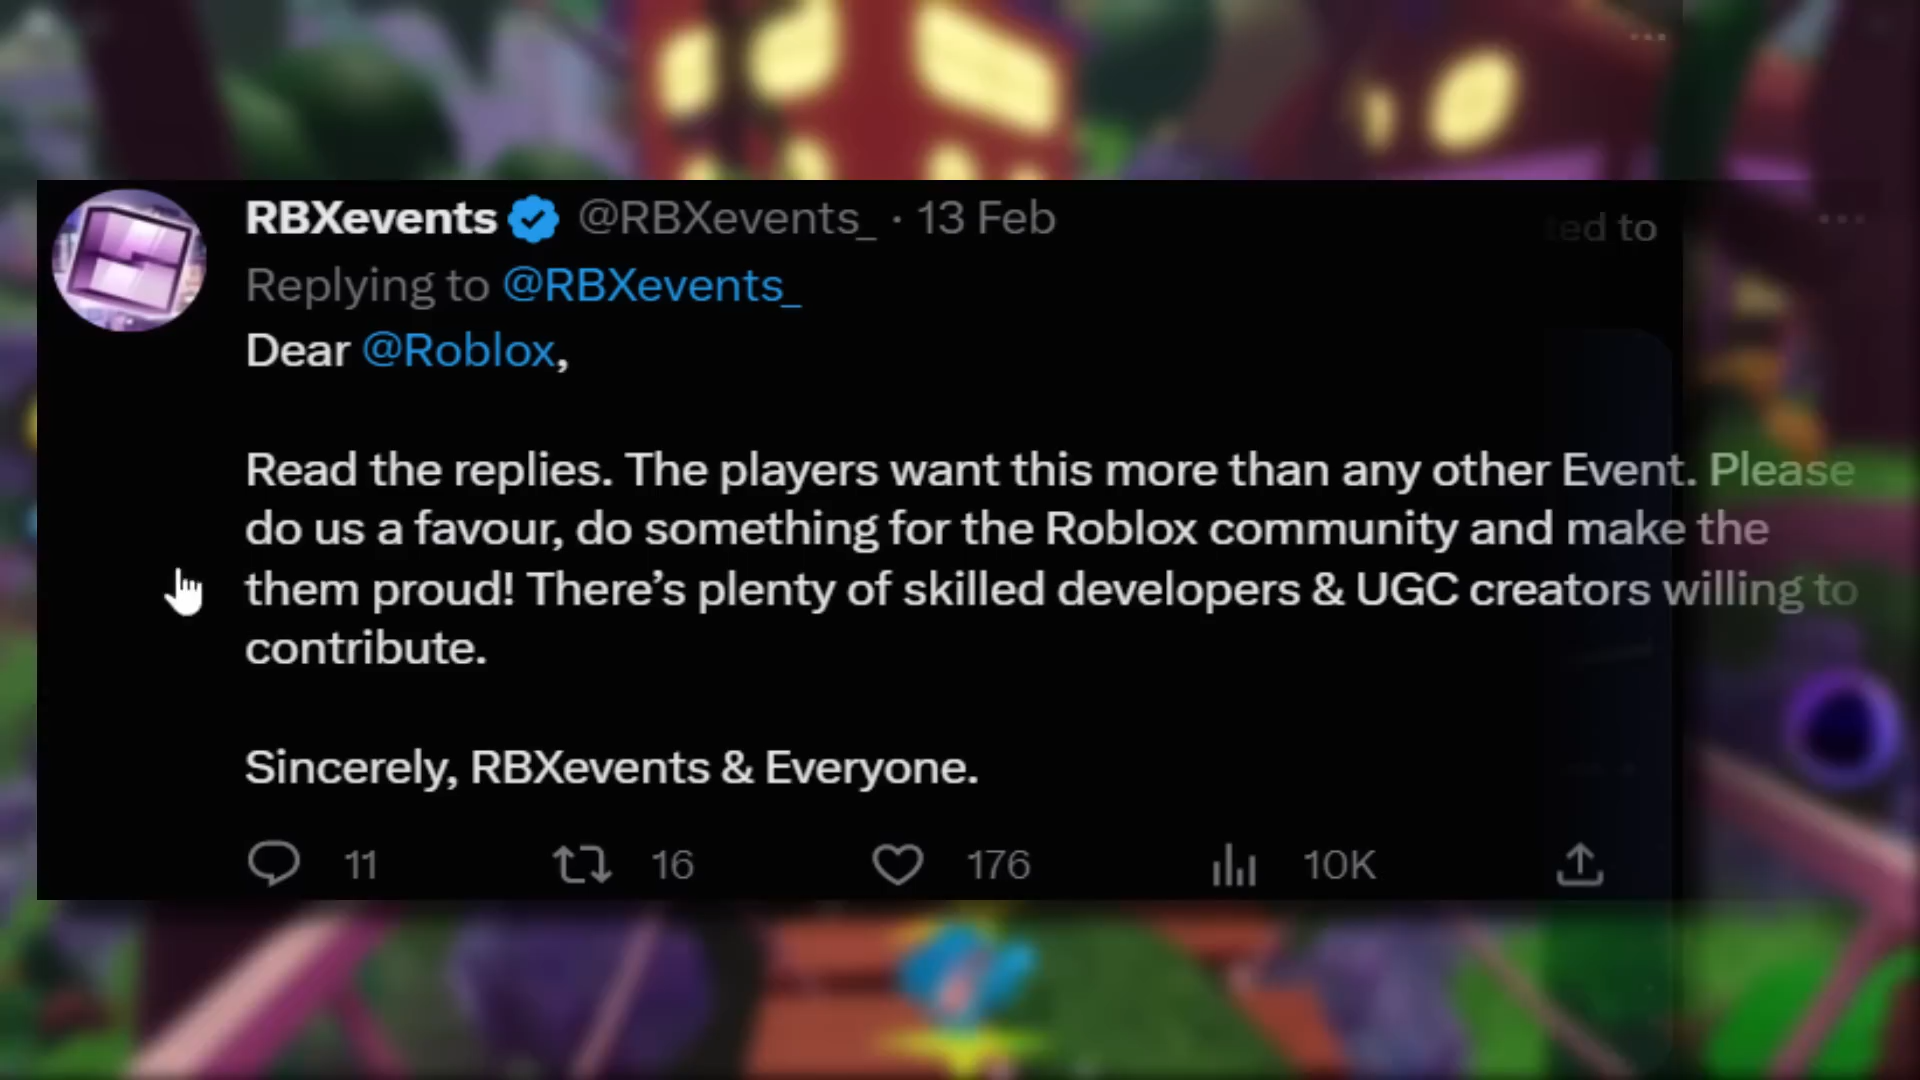 RBXevents @RBXevents_ · 13 Feb
ed to
Replying to @RBXevents_
Dear @Roblox,
Read the replies. The players want this more than any other Event. Please
do us a favour, do something for the Roblox community and make the
them proud! There’s plenty of skilled developers & UGC creators willing to
contribute.
Sincerely, RBXevents & Everyone.
11 16 176 10K